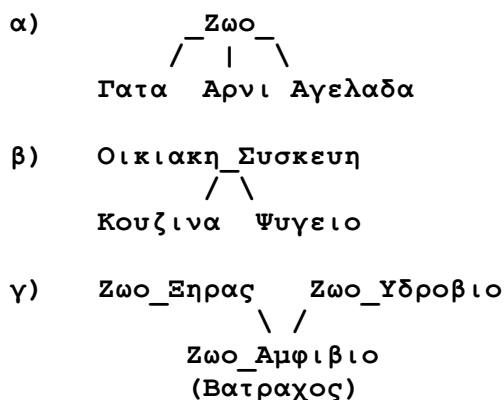 α) _Ζωο_
/ | \
Γατα Αρνι Αγελαδα
β) Οικιακη_Συσκευη
/ \
Κουζινα Ψυγειο
γ) Ζωο_Ξηρας Ζωο_Υδροβιο
\ /
Ζωο_Αμφιβιο
(Βατραχος)